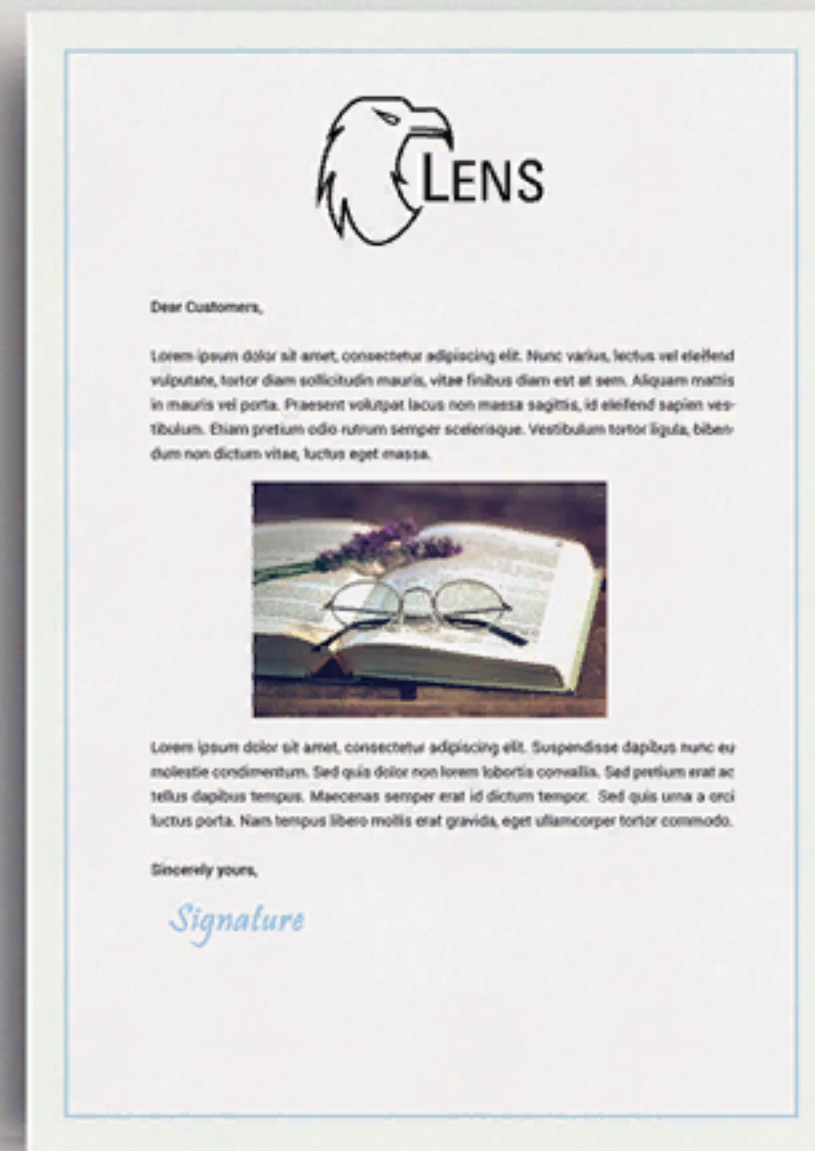 LENS
Dear Customers,
Lorem ipsum dolor sit amet, consectetur adipiscing elit. Nunc varius, lectus vel eleifend
vulputate, tortor diam sollicitudin mauris, vitae finibus diam est at sem. Aliquam mattis
in mauris vel porta. Praesent volutpat lacus non massa sagittis, id eleifend sapien ves-
tibulum. Etiam pretium odio rutrum semper scelerisque. Vestibulum tortor ligula, biben-
dum non dictum vitae, luctus eget massa.
Lorem ipsum dolor sit amet, consectetur adipiscing elit. Suspendisse dapibus nunc eu
molestie condimentum. Sed quis dolor non lorem lobortis convallis. Sed pretium erat ac
tellus dapibus tempus. Maecenas semper erat id dictum tempor.  Sed quis urna a orci
luctus porta. Nam tempus libero mollis erat gravida, eget ullamcorper tortor commodo.
Sincerely yours,
Signature